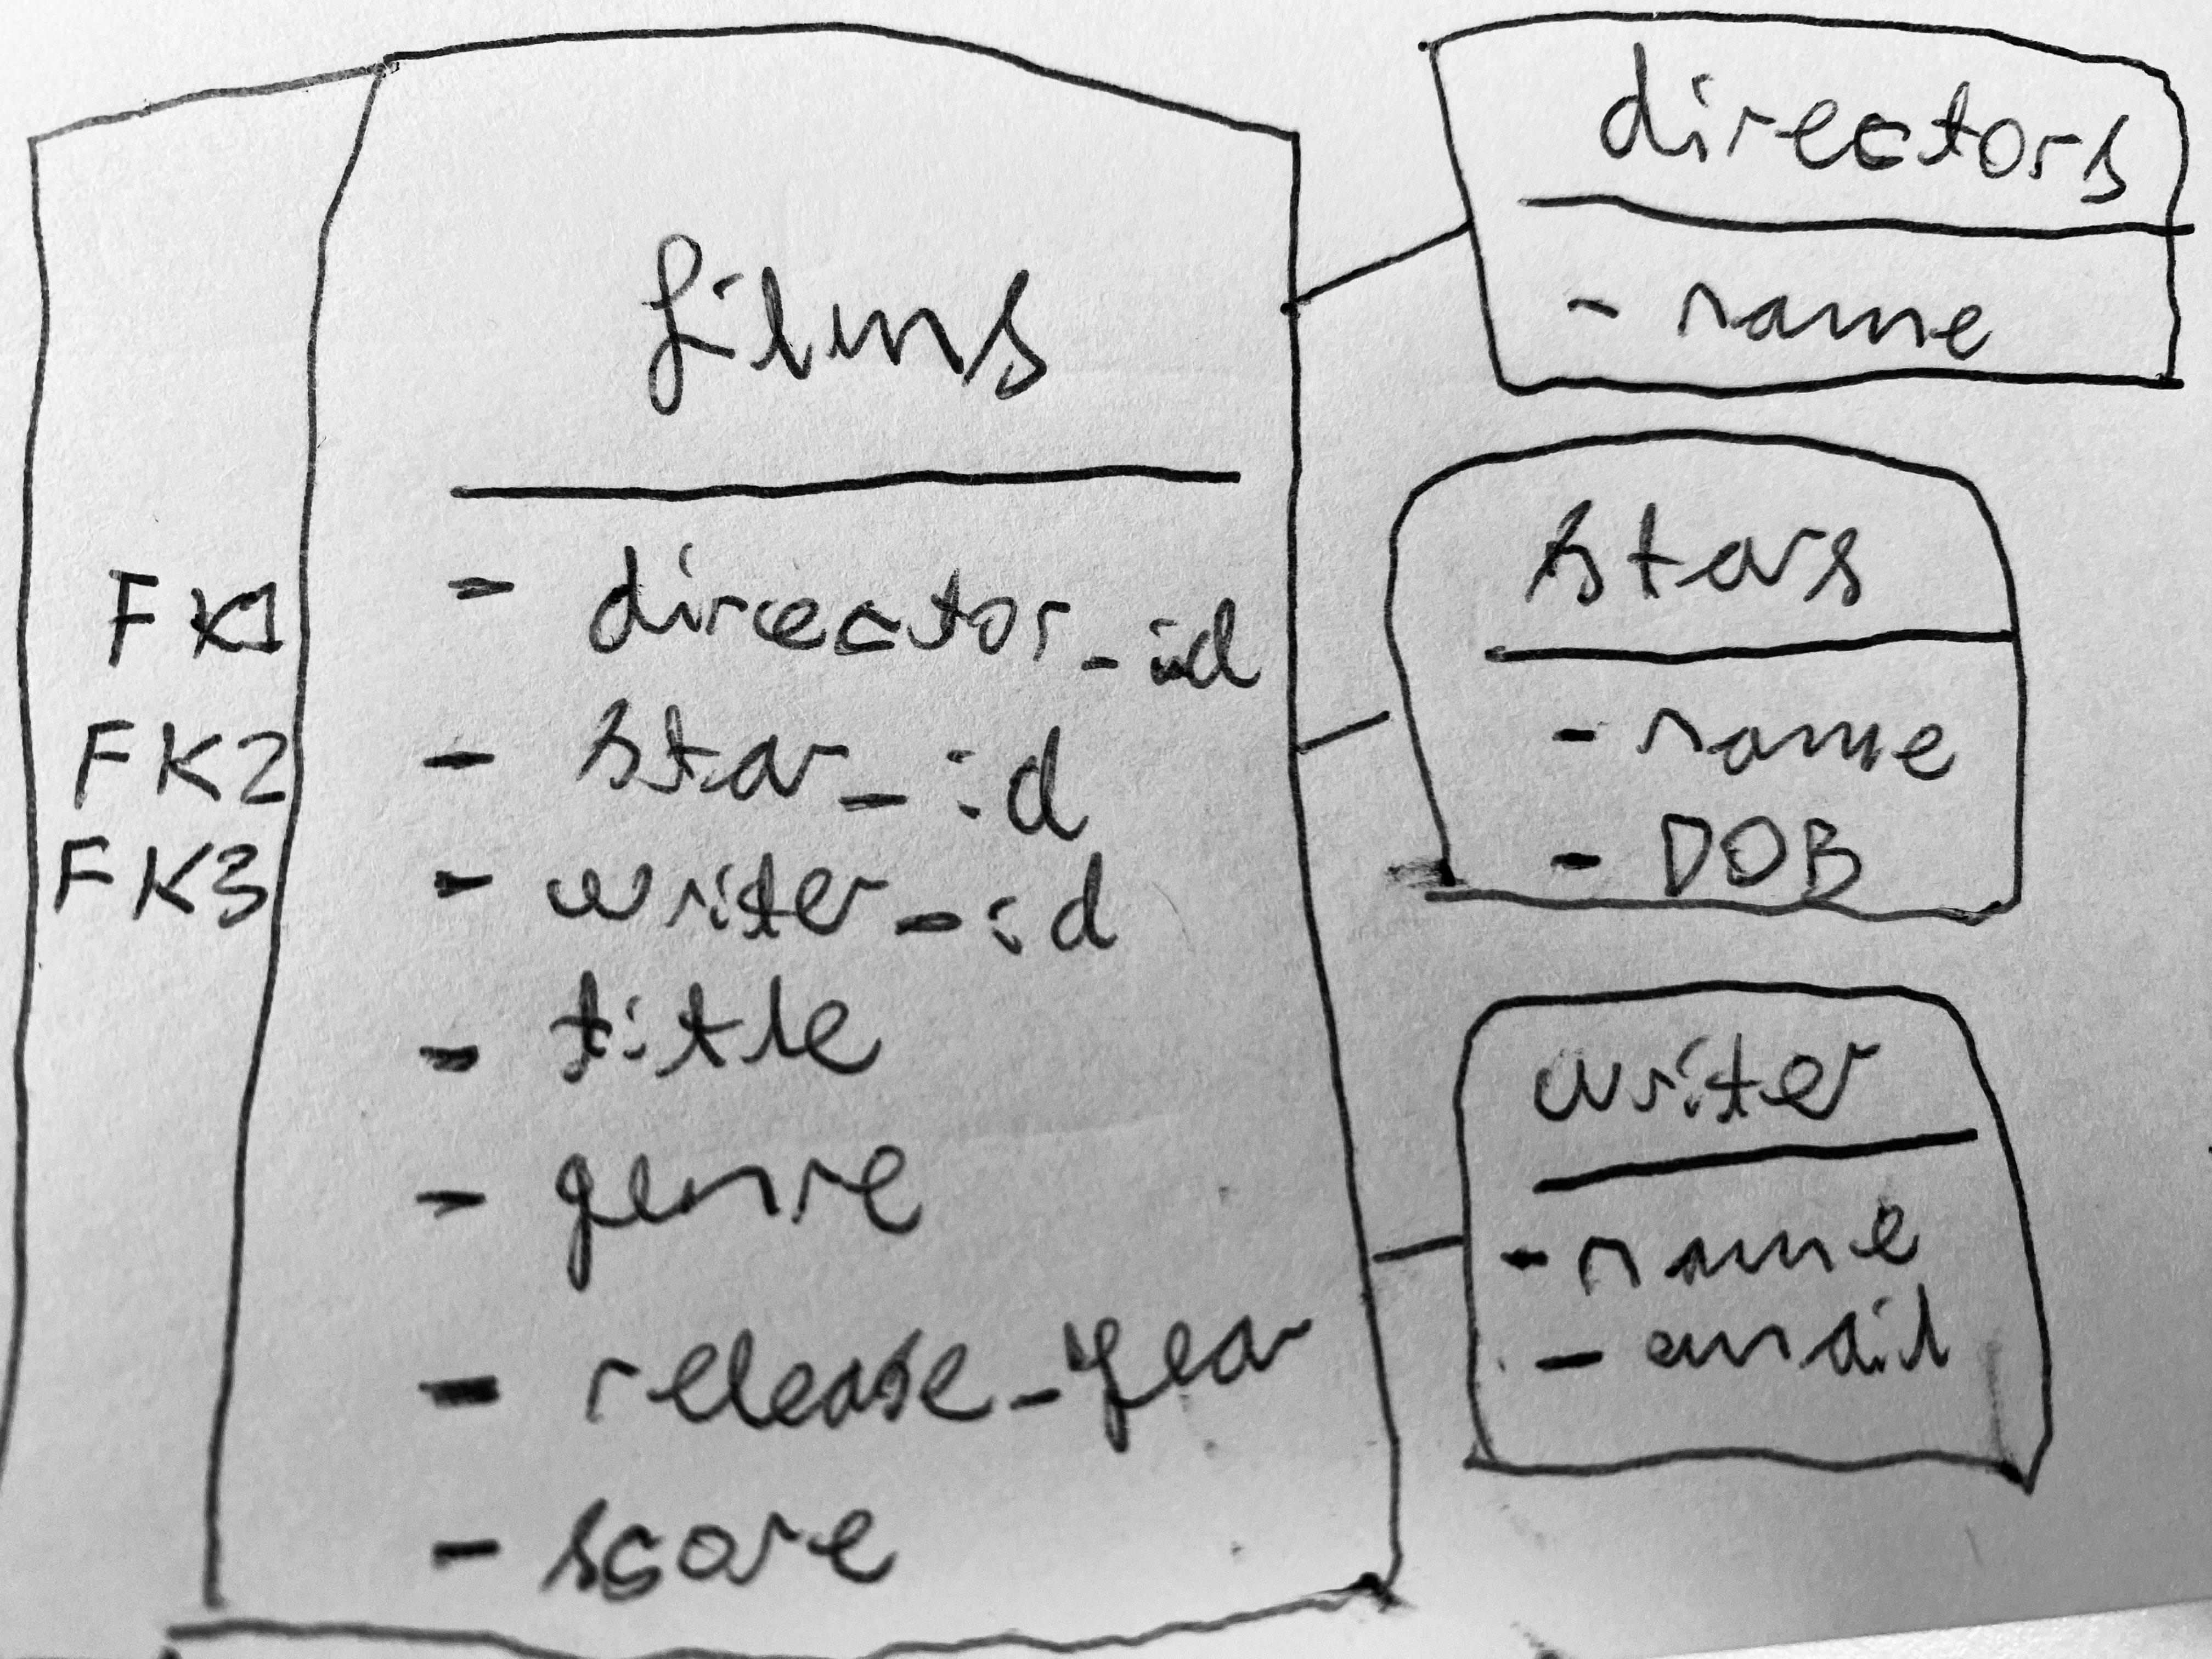 films
FK1 - director_id
FK2 - star_id
FK3 - writer_id
- title
- genre
- release_year
- score
directors
- name
stars
- name
- DOB
writer
- name
- email